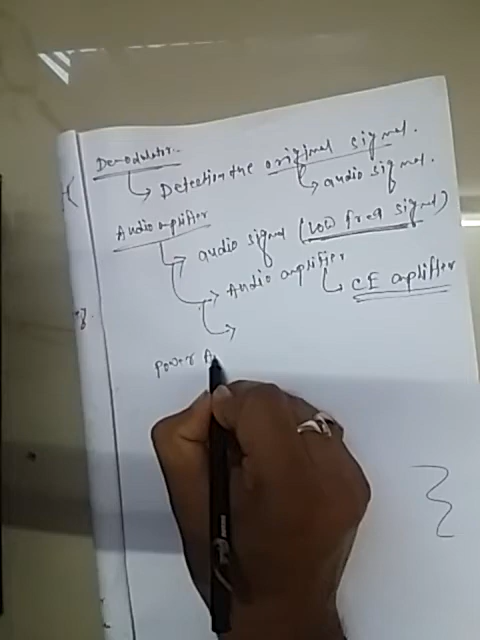 Demodulator..
Detection the original signal.
audio signal.
Audio amplifier
audio signal (Low freq signal)
Audio amplifier
CE amplifier
Power A